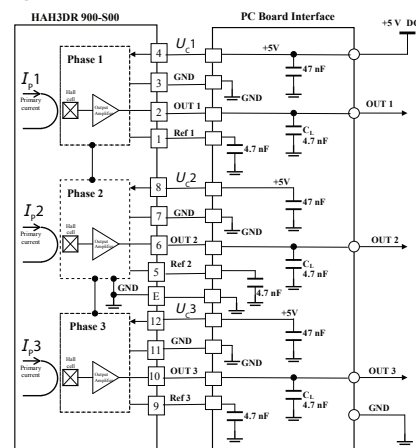 HAH3DR 900-S00
PC Board Interface
+5 V DC
Phase 1
4
U_C1
+5V
47 nF
3
GND
GND
I_P1
Primary current
Hall cell
Output Amplifier
2
OUT 1
OUT 1
C_L
4.7 nF
1
Ref 1
4.7 nF
Phase 2
8
U_C2
+5V
47 nF
7
GND
GND
I_P2
Primary current
Hall cell
Output Amplifier
6
OUT 2
OUT 2
C_L
4.7 nF
5
Ref 2
4.7 nF
GND
E
GND
Phase 3
12
U_C3
+5V
47 nF
11
GND
GND
I_P3
Primary current
Hall cell
Output Amplifier
10
OUT 3
OUT 3
C_L
4.7 nF
9
Ref 3
4.7 nF
GND